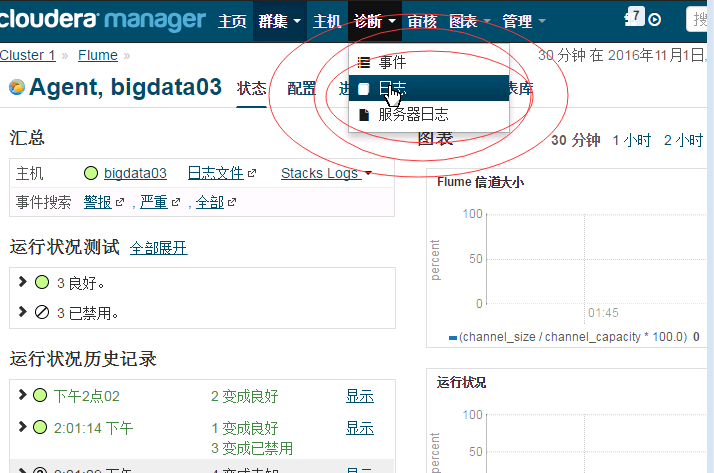 cloudera manager 主页 群集 主机 诊断 审核 图表 管理 7 搜
Cluster 1 » Flume »
30 分钟 在 2016年11月1日,
事件
Agent, bigdata03 状态 配置 日志 表库
服务器日志
汇总
图表 30 分钟 1 小时 2 小时
主机 bigdata03 日志文件 Stacks Logs
事件搜索 警报 , 严重 , 全部
Flume 信道大小
100
50
0
percent
01:45
(channel_size / channel_capacity * 100.0) 0
运行状况测试 全部展开
3 良好。
3 已禁用。
运行状况历史记录
下午2点02 2 变成良好 显示
2:01:14 下午 1 变成良好 显示
3 变成已禁用
运行状况
100
50
percent